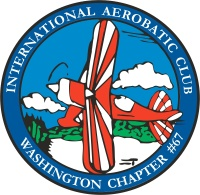 INTERNATIONAL AEROBATIC CLUB
WASHINGTON CHAPTER #67